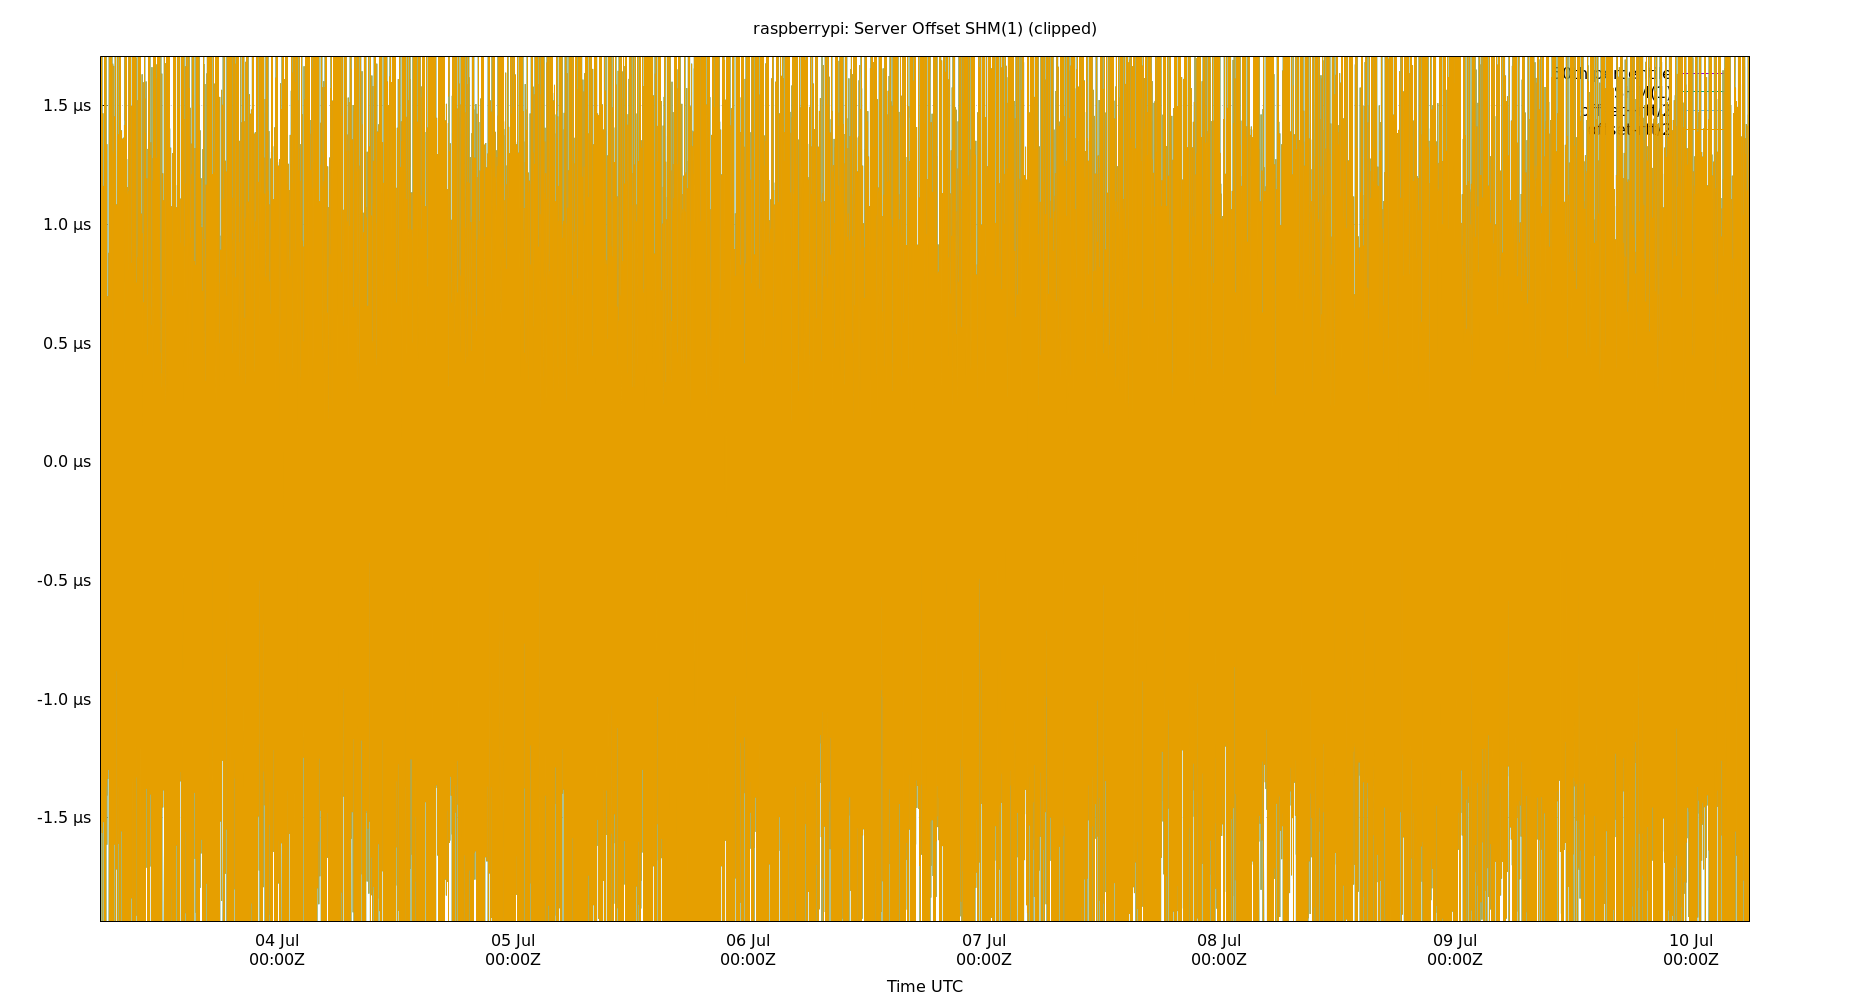 raspberrypi: Server Offset SHM(1) (clipped)
1.5 µs
1.0 µs
0.5 µs
0.0 µs
-0.5 µs
-1.0 µs
-1.5 µs
04 Jul 05 Jul 06 Jul 07 Jul 08 Jul 09 Jul 10 Jul
00:00Z 00:00Z 00:00Z 00:00Z 00:00Z 00:00Z 00:00Z
Time UTC